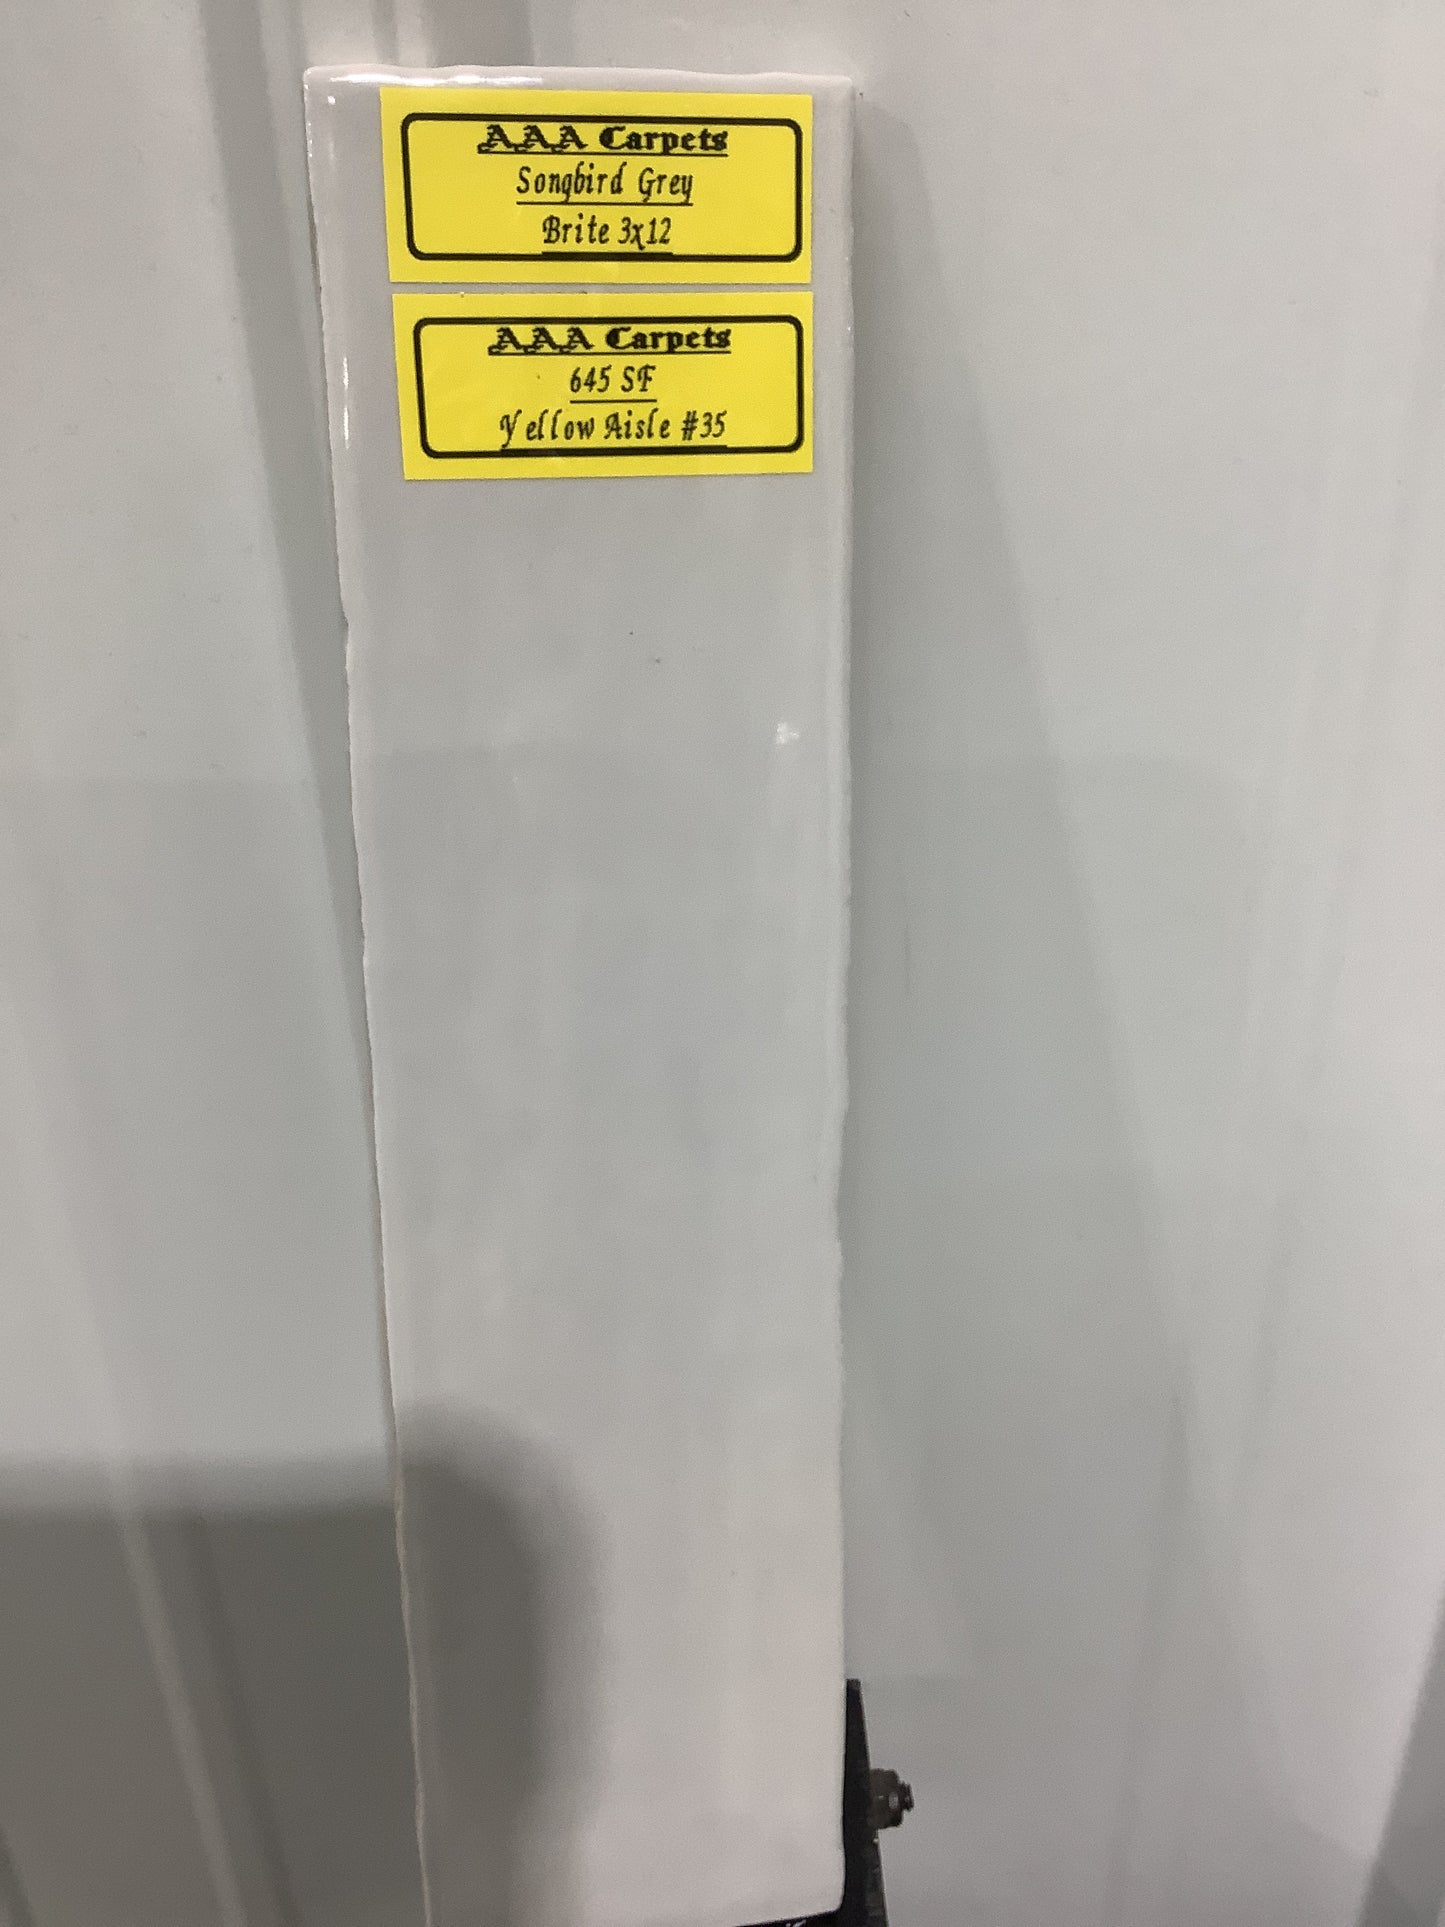 AAA Carpets
Songbird Grey
Brite 3x12
AAA Carpets
645 SF
Yellow Aisle #35